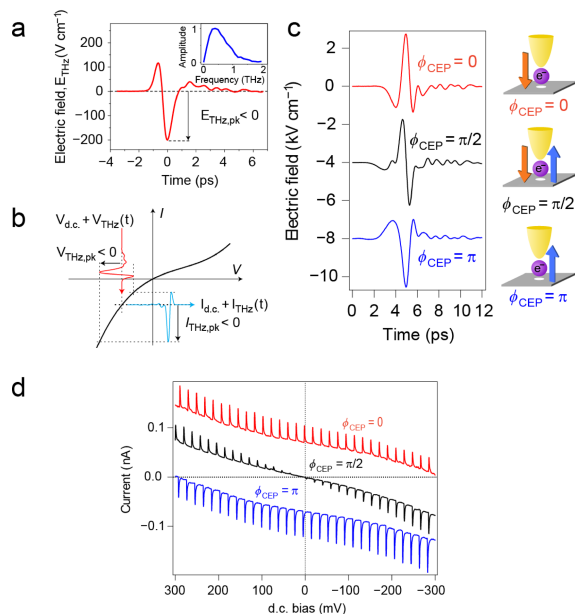 a
Electric field, E_THz (V cm⁻¹)
100
0
−100
−200
−4
−2
0
2
4
6
Time (ps)
E_THz,pk < 0
Amplitude
1
0
0
1
2
Frequency (THz)
b
V_d.c. + V_THz(t)
V_THz,pk < 0
I
V
I_d.c. + I_THz(t)
I_THz,pk < 0
c
Electric field (kV cm⁻¹)
2
0
−2
−4
−6
−8
−10
0
2
4
6
8
10
12
Time (ps)
ϕ_CEP = 0
ϕ_CEP = π/2
ϕ_CEP = π
e⁻
ϕ_CEP = 0
e⁻
ϕ_CEP = π/2
e⁻
ϕ_CEP = π
d
Current (nA)
0.1
0.0
−0.1
ϕ_CEP = 0
ϕ_CEP = π/2
ϕ_CEP = π
300
200
100
0
−100
−200
−300
d.c. bias (mV)